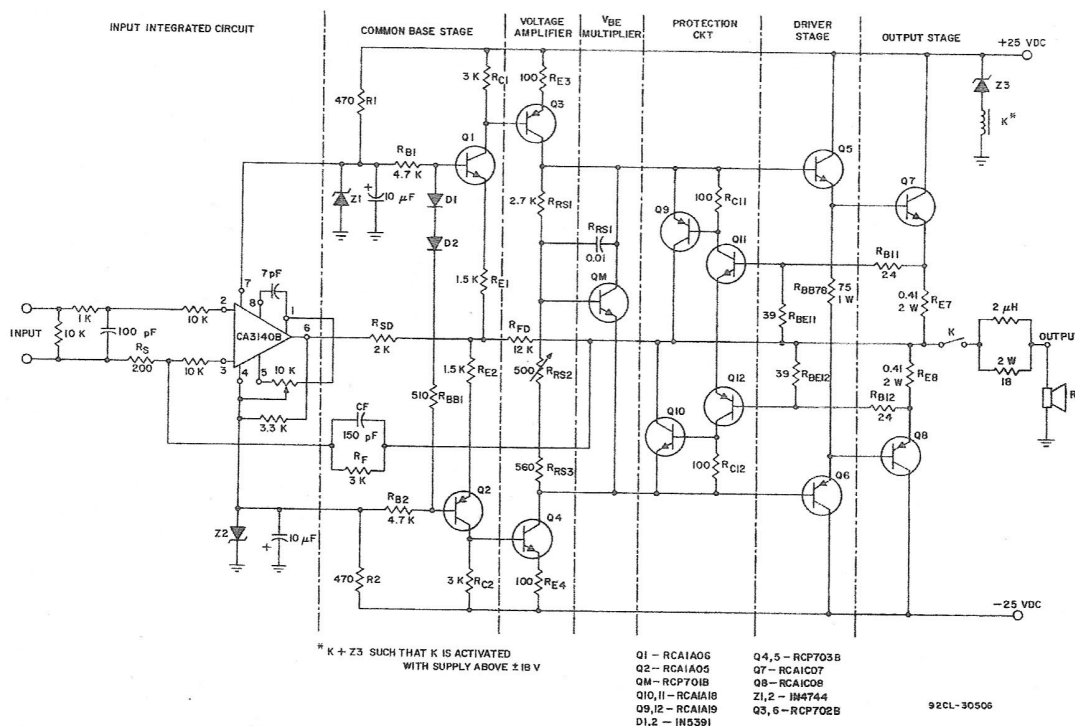 INPUT INTEGRATED CIRCUIT
COMMON BASE STAGE
VOLTAGE
AMPLIFIER
VBE
MULTIPLIER
PROTECTION
CKT
DRIVER
STAGE
OUTPUT STAGE
+25 VDC
3 K
RC1
100
RE3
Q3
470
R1
Z3
K*
Q1
RB1
4.7 K
Z1
+
10 µF
D1
D2
2.7 K
RRS1
RRS1
0.01
Q9
100
RC11
Q5
Q7
Q11
QM
RB11
24
RBB78
75
1 W
0.41
2 W
RE7
39
RBE11
7pF
7
8
1
2
6
CA3140B
1.5 K
RE1
INPUT
1 K
10 K
100 pF
10 K
RS
200
10 K
3
4
5
10 K
3.3 K
RSD
2 K
RFD
12 K
1.5 K
RE2
500
RRS2
K
2 µH
2 W
18
OUTPUT
R
39
RBE12
0.41
2 W
RE8
Q12
RB12
24
Q10
Q8
510
RBB1
CF
150 pF
RF
3 K
560
RRS3
100
RC12
Q6
RB2
4.7 K
Q2
Q4
Z2
+
10 µF
470
R2
3 K
RC2
100
RE4
-25 VDC
* K + Z3 SUCH THAT K IS ACTIVATED
WITH SUPPLY ABOVE ±18 V
Q1 - RCA1A06
Q2 - RCA1A05
QM - RCP701B
Q10,11 - RCA1A18
Q9,12 - RCA1A19
D1,2 - IN5391
Q4,5 - RCP703B
Q7 - RCA1C07
Q8 - RCA1C08
Z1,2 - IN4744
Q3,6 - RCP702B
92CL-30506